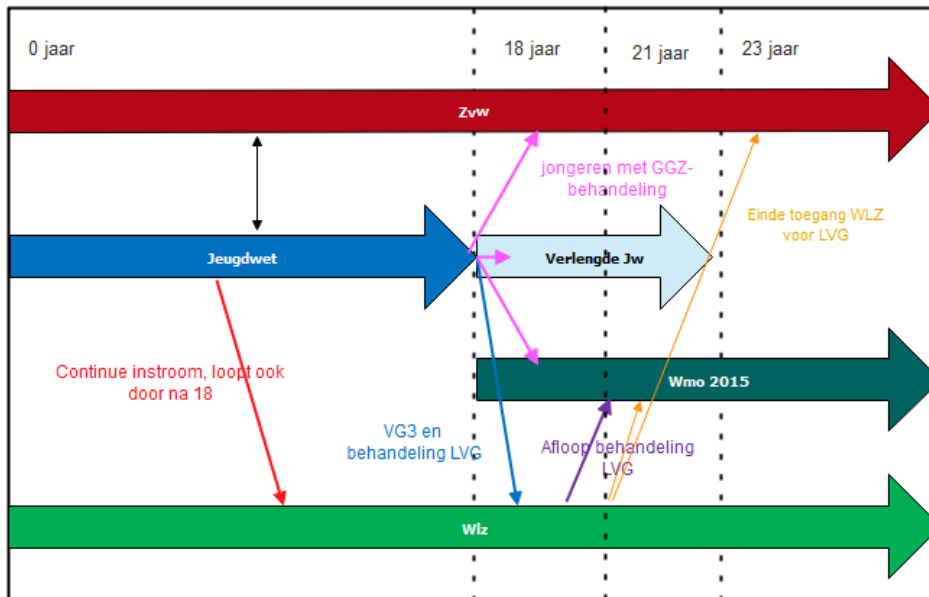 0 jaar
18 jaar
21 jaar
23 jaar
Zvw
jongeren met GGZ-
behandeling
Einde toegang WLZ
voor LVG
Jeugdwet
Verlengde Jw
Continue instroom, loopt ook
door na 18
Wmo 2015
VG3 en
behandeling LVG
Afloop behandeling
LVG
Wlz